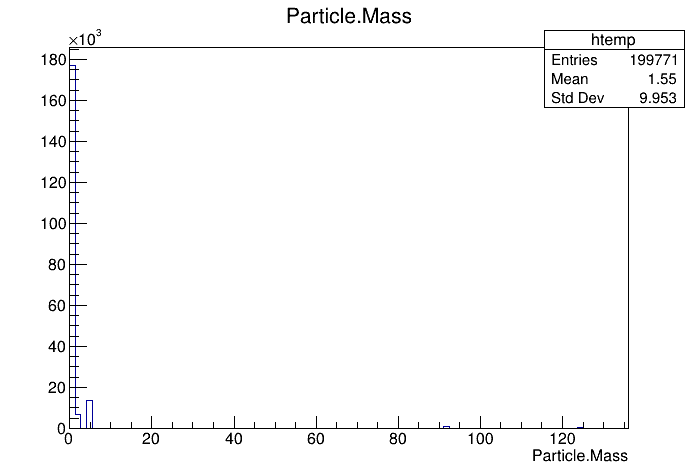 Particle.Mass
×10³
htemp
Entries 199771
Mean 1.55
Std Dev 9.953
180
160
140
120
100
80
60
40
20
0
0 20 40 60 80 100 120
Particle.Mass